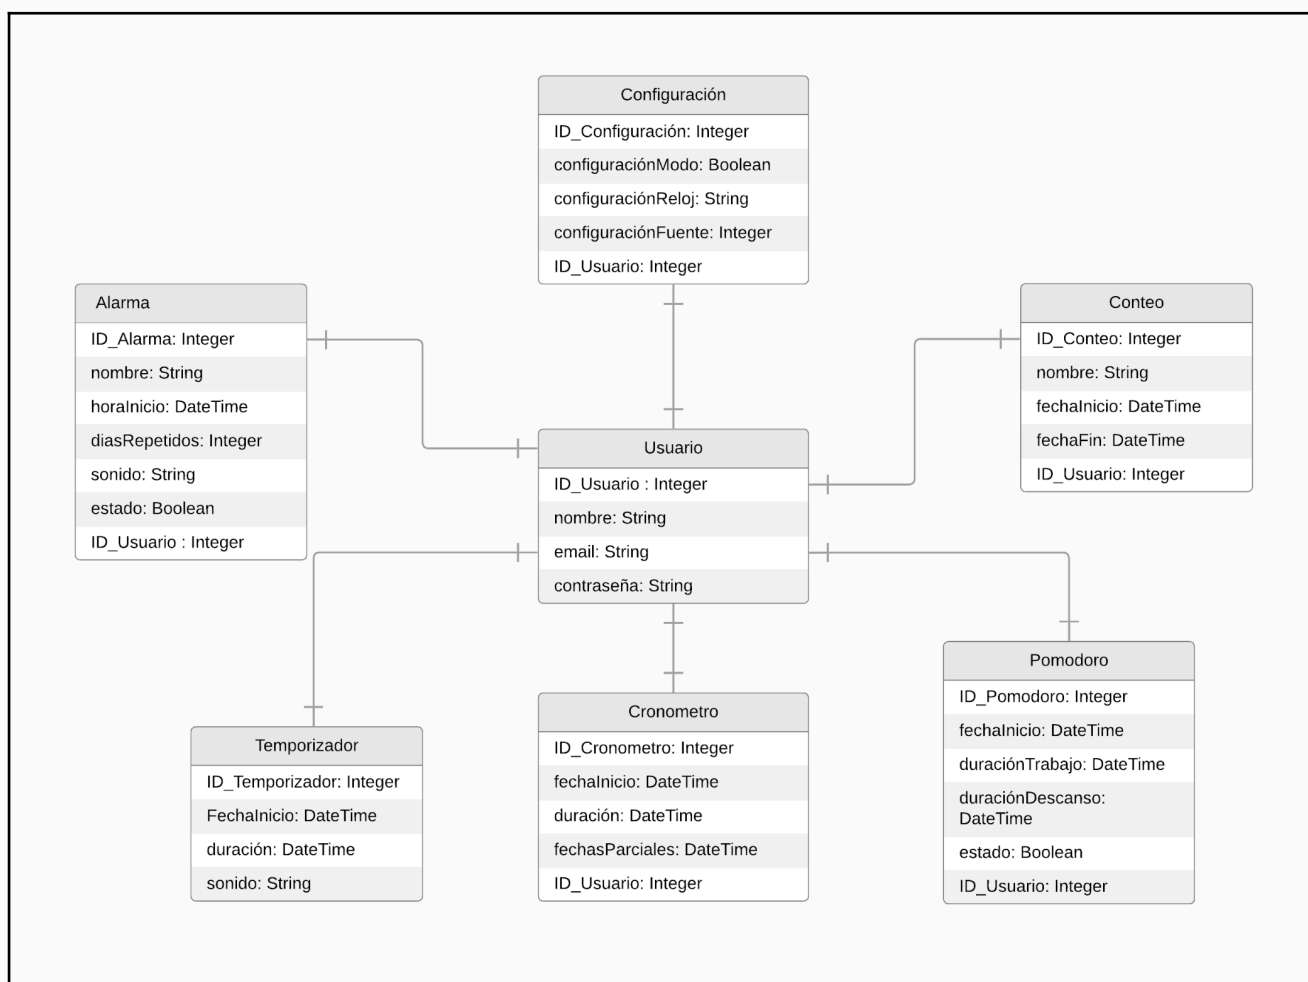 Configuración
ID_Configuración: Integer
configuraciónModo: Boolean
configuraciónReloj: String
configuraciónFuente: Integer
ID_Usuario: Integer
Alarma
ID_Alarma: Integer
nombre: String
horaInicio: DateTime
diasRepetidos: Integer
sonido: String
estado: Boolean
ID_Usuario : Integer
Conteo
ID_Conteo: Integer
nombre: String
fechaInicio: DateTime
fechaFin: DateTime
ID_Usuario: Integer
Usuario
ID_Usuario : Integer
nombre: String
email: String
contraseña: String
Temporizador
ID_Temporizador: Integer
FechaInicio: DateTime
duración: DateTime
sonido: String
Cronometro
ID_Cronometro: Integer
fechaInicio: DateTime
duración: DateTime
fechasParciales: DateTime
ID_Usuario: Integer
Pomodoro
ID_Pomodoro: Integer
fechaInicio: DateTime
duraciónTrabajo: DateTime
duraciónDescanso:
DateTime
estado: Boolean
ID_Usuario: Integer